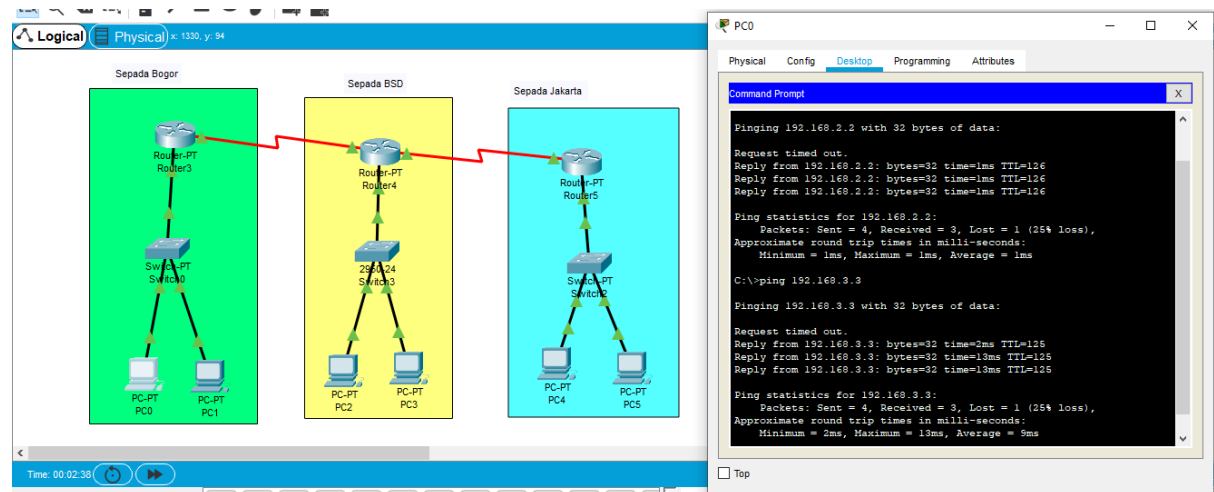 Logical
Physical x: 1330, y: 94
Sepada Bogor
Sepada BSD
Sepada Jakarta
Router-PT
Router3
Router-PT
Router4
Router-PT
Router5
Switch-PT
Switch0
2950-24
Switch3
Switch-PT
Switch2
PC-PT
PC0
PC-PT
PC1
PC-PT
PC2
PC-PT
PC3
PC-PT
PC4
PC-PT
PC5
Time: 00:02:38
PC0
Physical Config Desktop Programming Attributes
Command Prompt X
Pinging 192.168.2.2 with 32 bytes of data:
Request timed out.
Reply from 192.168.2.2: bytes=32 time=1ms TTL=126
Reply from 192.168.2.2: bytes=32 time=1ms TTL=126
Reply from 192.168.2.2: bytes=32 time=1ms TTL=126
Ping statistics for 192.168.2.2:
Packets: Sent = 4, Received = 3, Lost = 1 (25% loss),
Approximate round trip times in milli-seconds:
Minimum = 1ms, Maximum = 1ms, Average = 1ms
C:\>ping 192.168.3.3
Pinging 192.168.3.3 with 32 bytes of data:
Request timed out.
Reply from 192.168.3.3: bytes=32 time=2ms TTL=125
Reply from 192.168.3.3: bytes=32 time=13ms TTL=125
Reply from 192.168.3.3: bytes=32 time=13ms TTL=125
Ping statistics for 192.168.3.3:
Packets: Sent = 4, Received = 3, Lost = 1 (25% loss),
Approximate round trip times in milli-seconds:
Minimum = 2ms, Maximum = 13ms, Average = 9ms
Top